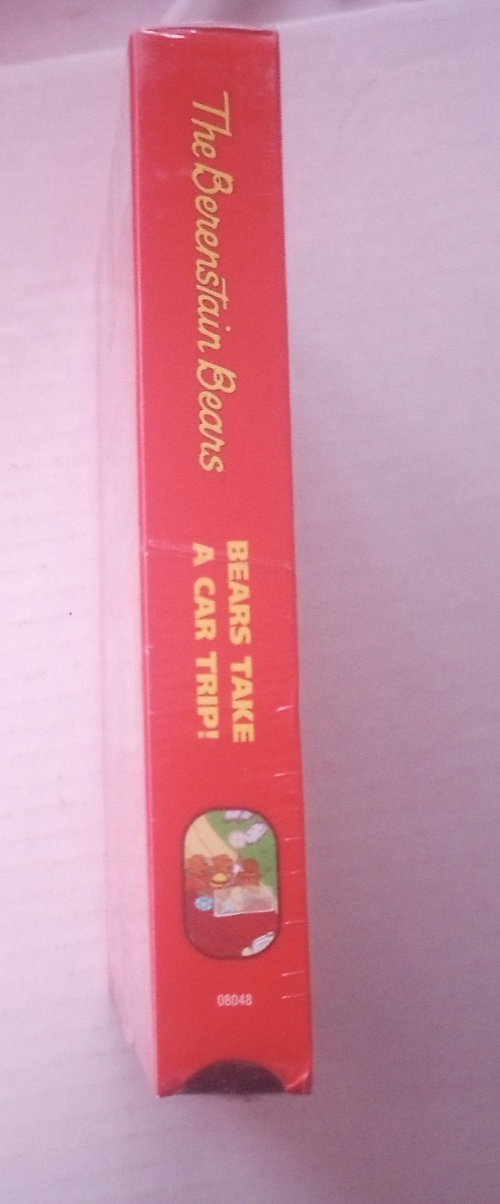 The Berenstain Bears
BEARS TAKE
A CAR TRIP!
08048